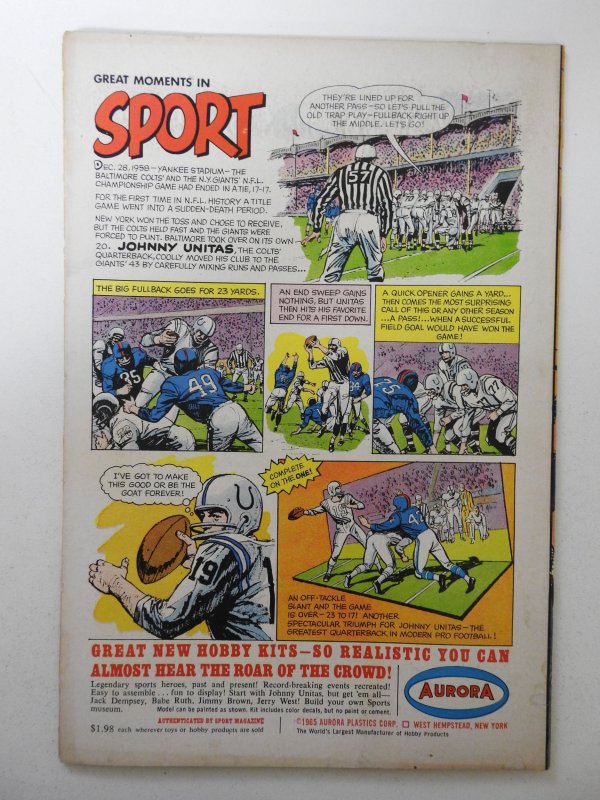 GREAT MOMENTS IN
SPORT
DEC. 28, 1958—YANKEE STADIUM—THE
BALTIMORE COLTS' AND THE N.Y. GIANTS' N.F.L.
CHAMPIONSHIP GAME HAD ENDED IN A TIE, 17-17.
FOR THE FIRST TIME IN N.F.L. HISTORY A TITLE
GAME WENT INTO A SUDDEN-DEATH PERIOD.
NEW YORK WON THE TOSS AND CHOSE TO RECEIVE,
BUT THE COLTS HELD FAST AND THE GIANTS WERE
FORCED TO PUNT. BALTIMORE TOOK OVER ON ITS OWN
20. JOHNNY UNITAS, THE COLTS'
QUARTERBACK, COOLLY MOVED HIS CLUB TO THE
GIANTS' 43 BY CAREFULLY MIXING RUNS AND PASSES...
THEY'RE LINED UP FOR
ANOTHER PASS—SO LET'S PULL THE
OLD TRAP PLAY—FULLBACK RIGHT UP
THE MIDDLE. LET'S GO!
THE BIG FULLBACK GOES FOR 23 YARDS.
35
49
AN END SWEEP GAINS
NOTHING, BUT UNITAS
THEN HITS HIS FAVORITE
END FOR A FIRST DOWN.
84
A QUICK OPENER GAINS A YARD...
THEN COMES THE MOST SURPRISING
CALL OF THIS OR ANY OTHER SEASON
...A PASS!...WHEN A SUCCESSFUL
FIELD GOAL WOULD HAVE WON THE
GAME!
75
77
I'VE GOT TO MAKE
THIS GOOD OR BE THE
GOAT FOREVER!
19
COMPLETE
ON THE ONE!
42
AN OFF-TACKLE
SLANT AND THE GAME
IS OVER—23 TO 17! ANOTHER
SPECTACULAR TRIUMPH FOR JOHNNY UNITAS—THE
GREATEST QUARTERBACK IN MODERN PRO FOOTBALL!
GREAT NEW HOBBY KITS—SO REALISTIC YOU CAN
ALMOST HEAR THE ROAR OF THE CROWD!
Legendary sports heroes, past and present! Record-breaking events recreated!
Easy to assemble . . . fun to display! Start with Johnny Unitas, but get 'em all—
Jack Dempsey, Babe Ruth, Jimmy Brown, Jerry West! Build your own Sports
museum. Model can be painted as shown. Kit includes color decals, but no paint or cement.
AURORA
AUTHENTICATED BY SPORT MAGAZINE
$1.98 each wherever toys or hobby products are sold
©1965 AURORA PLASTICS CORP. WEST HEMPSTEAD, NEW YORK
The World's Largest Manufacturer of Hobby Products